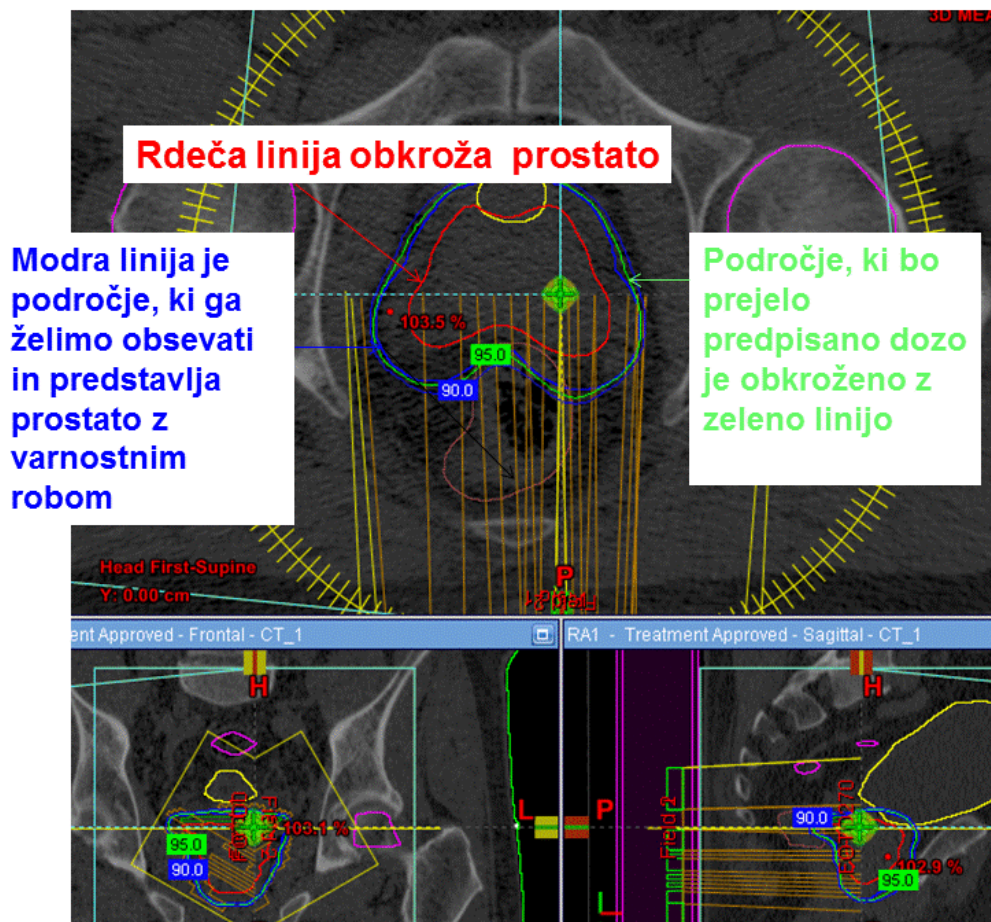 3D MEA
Rdeča linija obkroža prostato
Modra linija je
področje, ki ga
želimo obsevati
in predstavlja
prostato z
varnostnim
robom
Področje, ki bo
prejelo
predpisano dozo
je obkroženo z
zeleno linijo
103.5 %
95.0
90.0
Head First-Supine
Y: 0.00 cm
P
ent Approved - Frontal - CT_1
H
103.1 %
95.0
90.0
L
RA1 - Treatment Approved - Sagittal - CT_1
H
P
Field 2
90.0
102.9 %
95.0
L